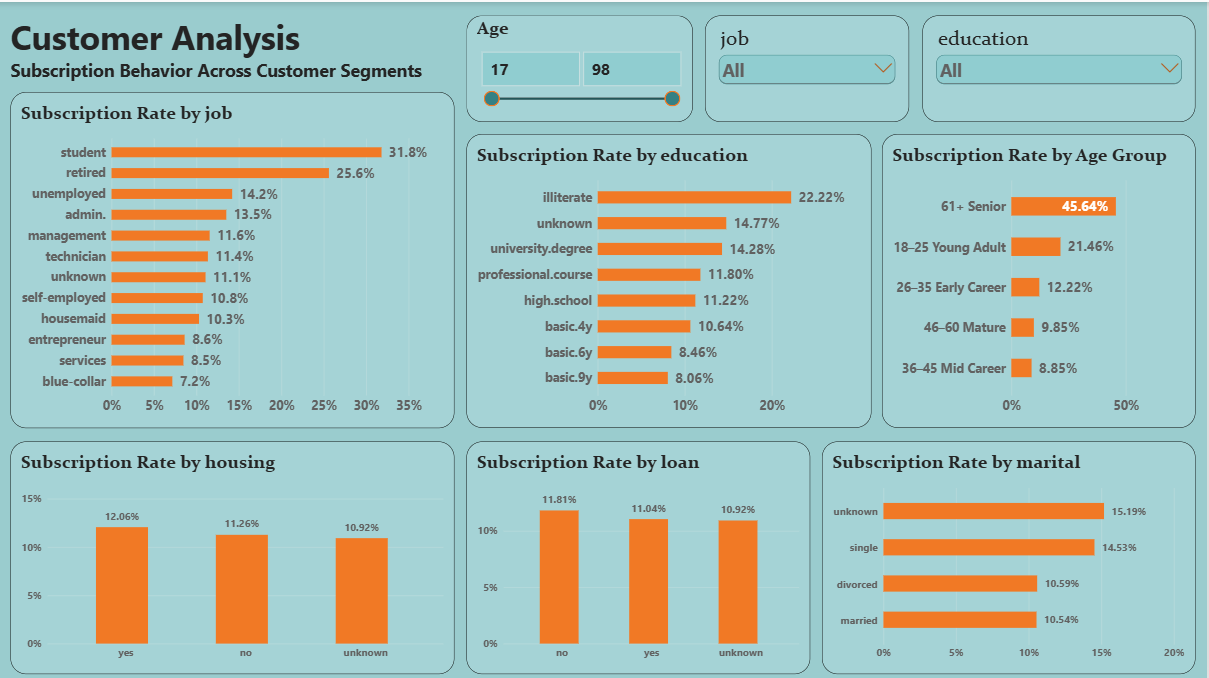 Customer Analysis
Subscription Behavior Across Customer Segments
Age
17 98
job
All
education
All
Subscription Rate by job
student 31.8%
retired 25.6%
unemployed 14.2%
admin. 13.5%
management 11.6%
technician 11.4%
unknown 11.1%
self-employed 10.8%
housemaid 10.3%
entrepreneur 8.6%
services 8.5%
blue-collar 7.2%
0% 5% 10% 15% 20% 25% 30% 35%
Subscription Rate by education
illiterate 22.22%
unknown 14.77%
university.degree 14.28%
professional.course 11.80%
high.school 11.22%
basic.4y 10.64%
basic.6y 8.46%
basic.9y 8.06%
0% 10% 20%
Subscription Rate by Age Group
61+ Senior 45.64%
18–25 Young Adult 21.46%
26–35 Early Career 12.22%
46–60 Mature 9.85%
36–45 Mid Career 8.85%
0% 50%
Subscription Rate by housing
15%
10%
5%
0%
12.06% 11.26% 10.92%
yes no unknown
Subscription Rate by loan
10%
5%
0%
11.81% 11.04% 10.92%
no yes unknown
Subscription Rate by marital
unknown 15.19%
single 14.53%
divorced 10.59%
married 10.54%
0% 5% 10% 15% 20%